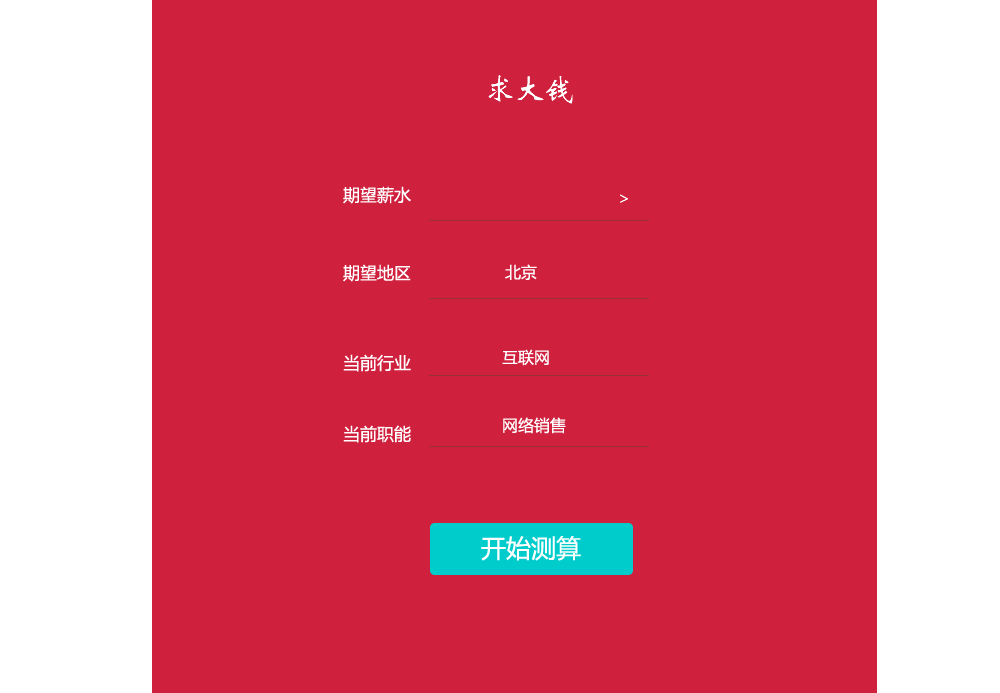 求大钱
期望薪水 >
期望地区 北京
当前行业 互联网
当前职能 网络销售
开始测算